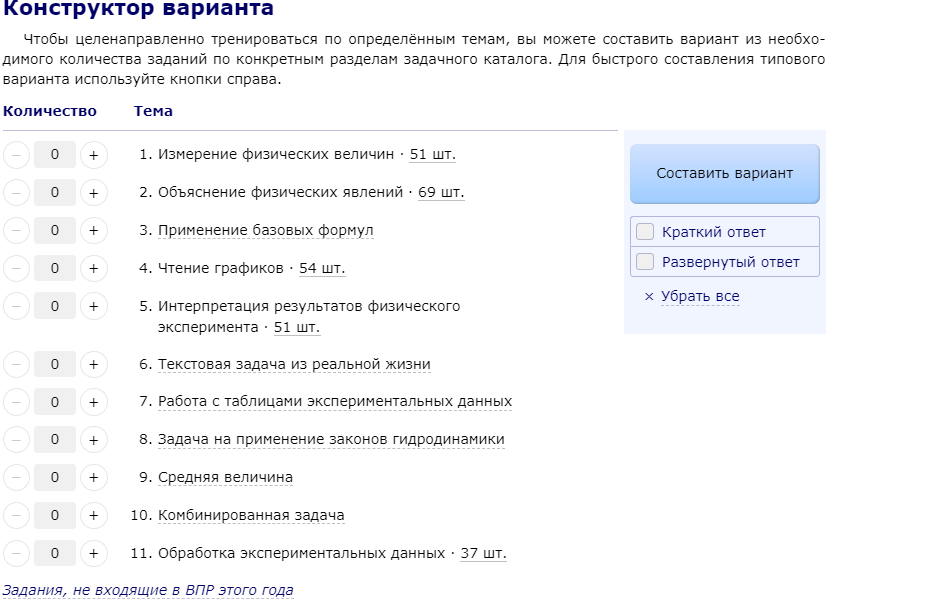 Конструктор варианта
Чтобы целенаправленно тренироваться по определённым темам, вы можете составить вариант из необхо-
димого количества заданий по конкретным разделам задачного каталога. Для быстрого составления типового
варианта используйте кнопки справа.
Количество Тема
− 0 + 1. Измерение физических величин · 51 шт.
− 0 + 2. Объяснение физических явлений · 69 шт.
− 0 + 3. Применение базовых формул
− 0 + 4. Чтение графиков · 54 шт.
− 0 + 5. Интерпретация результатов физического
эксперимента · 51 шт.
− 0 + 6. Текстовая задача из реальной жизни
− 0 + 7. Работа с таблицами экспериментальных данных
− 0 + 8. Задача на применение законов гидродинамики
− 0 + 9. Средняя величина
− 0 + 10. Комбинированная задача
− 0 + 11. Обработка экспериментальных данных · 37 шт.
Задания, не входящие в ВПР этого года
Составить вариант
Краткий ответ
Развернутый ответ
× Убрать все